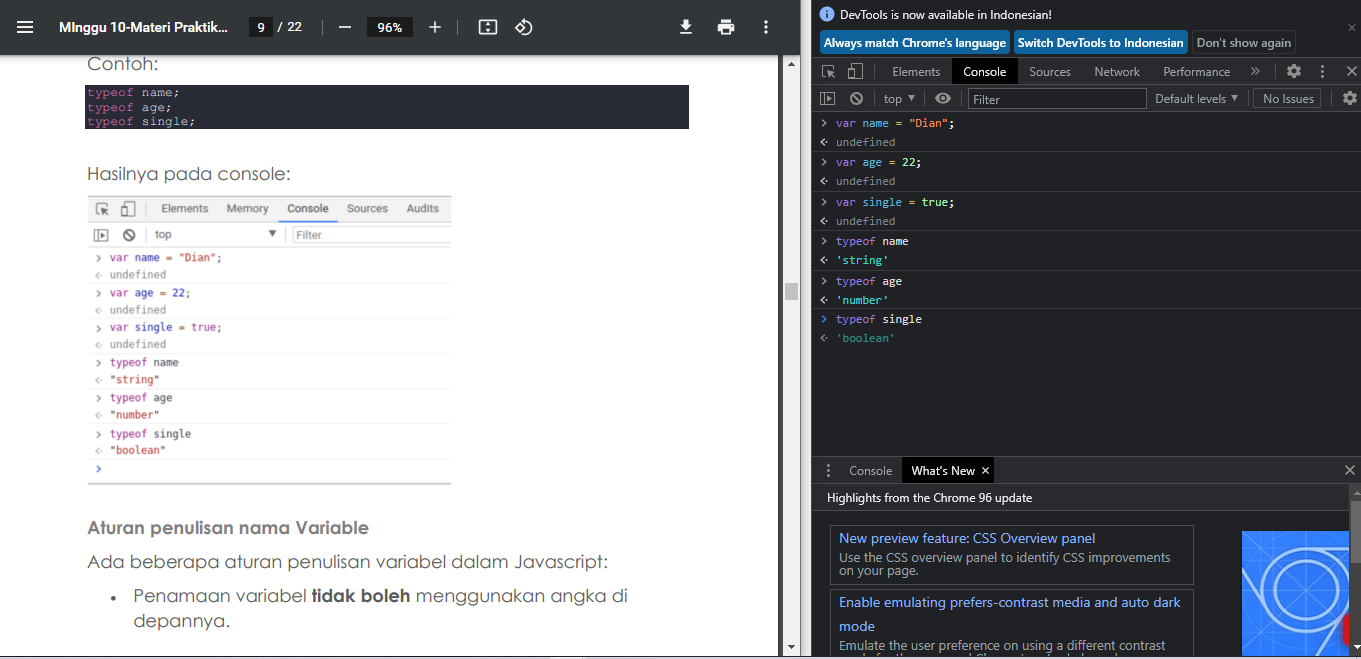 MInggu 10-Materi Praktik... 9 / 22 96%
Contoh:
typeof name;
typeof age;
typeof single;
Hasilnya pada console:
Elements Memory Console Sources Audits
top Filter
var name = "Dian";
undefined
var age = 22;
undefined
var single = true;
undefined
typeof name
"string"
typeof age
"number"
typeof single
"boolean"
Aturan penulisan nama Variable
Ada beberapa aturan penulisan variabel dalam Javascript:
• Penamaan variabel tidak boleh menggunakan angka di
depannya.
DevTools is now available in Indonesian!
Always match Chrome's language Switch DevTools to Indonesian Don't show again
Elements Console Sources Network Performance
top Filter Default levels No Issues
var name = "Dian";
undefined
var age = 22;
undefined
var single = true;
undefined
typeof name
'string'
typeof age
'number'
typeof single
'boolean'
Console What's New
Highlights from the Chrome 96 update
New preview feature: CSS Overview panel
Use the CSS overview panel to identify CSS improvements
on your page.
Enable emulating prefers-contrast media and auto dark
mode
Emulate the user preference on using a different contrast